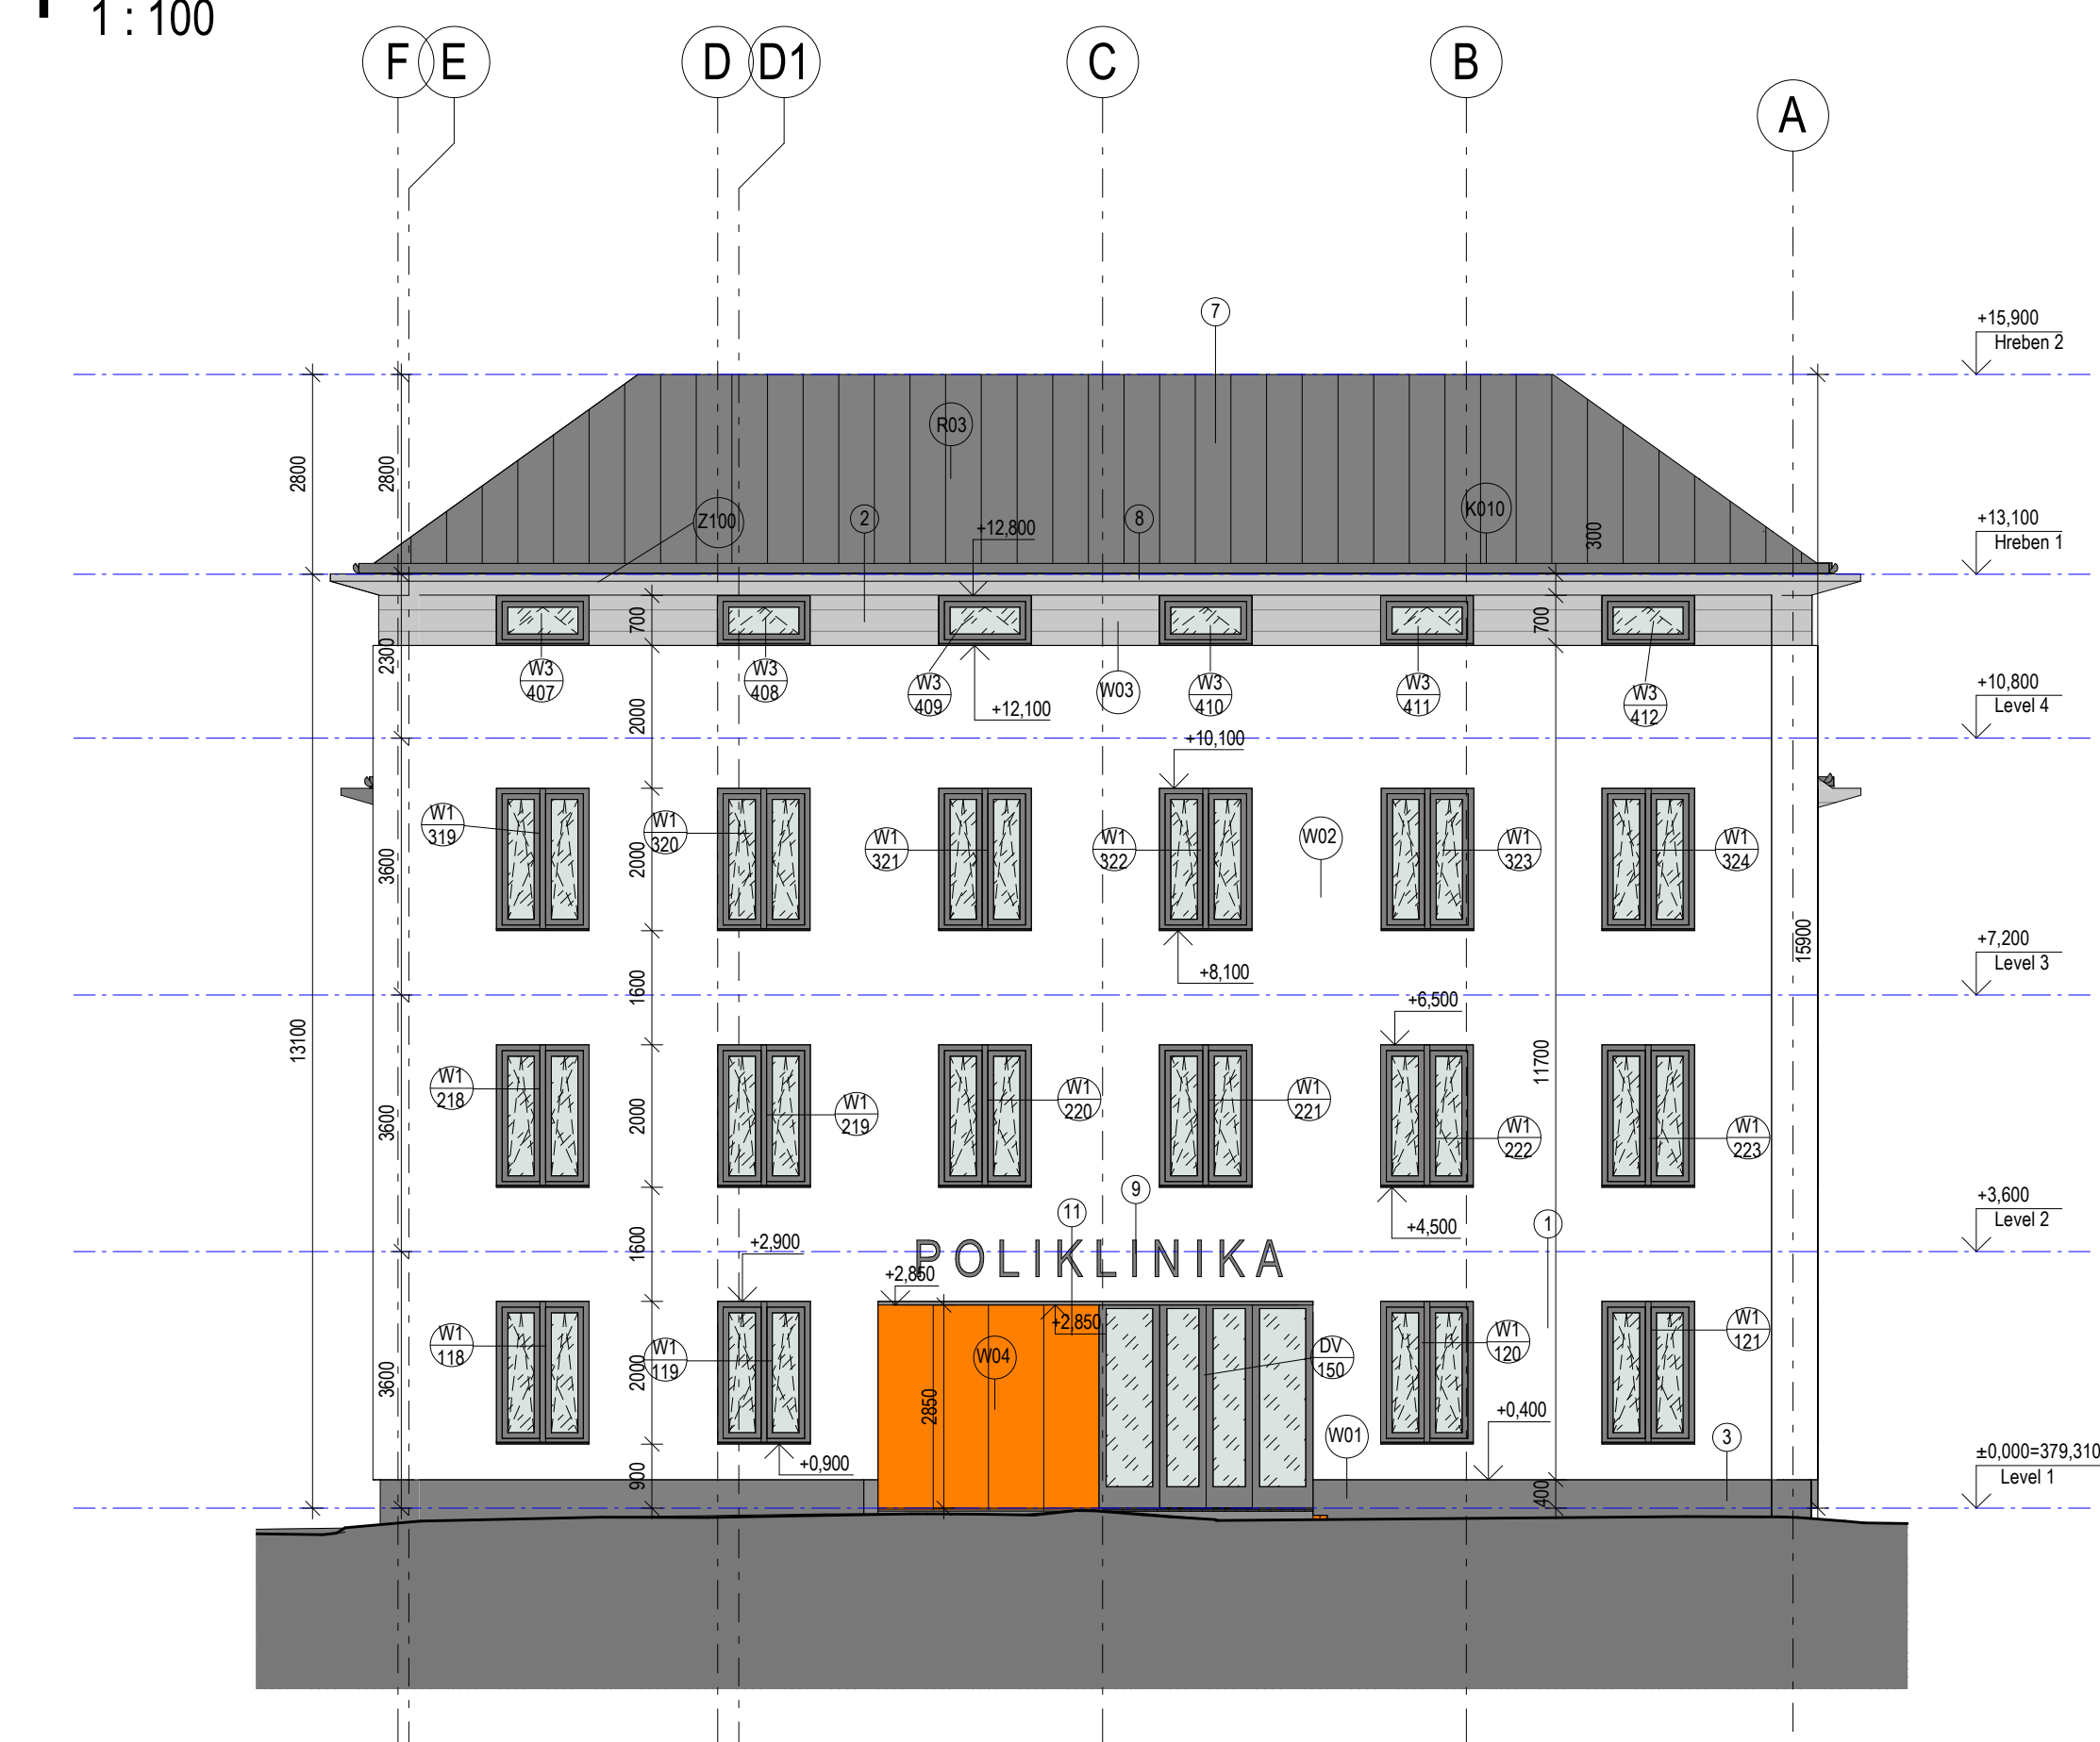 1 : 100
F E D D1 C B A
7
+15,900
Hreben 2
R03
2800
2800
Z100
2
+12,800
8
K010
300
+13,100
Hreben 1
700
700
2300
W3
407
W3
408
W3
409
W03
W3
410
W3
411
W3
412
+10,800
Level 4
2000
+12,100
+10,100
W1
319
W1
320
W1
321
W1
322
W02
W1
323
W1
324
3600
2000
15900
+7,200
Level 3
+8,100
1600
+6,500
13100
11700
W1
218
W1
219
W1
220
W1
221
W1
222
W1
223
3600
2000
9
11
1
+4,500
+3,600
Level 2
1600
+2,900
POLIKLINIKA
+2,850
+2,850
W1
118
W1
119
W04
DV
150
W1
120
W1
121
3600
2000
2850
+0,400
W01
3
±0,000=379,310
Level 1
+0,900
900
400